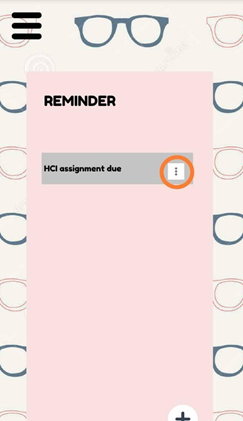 REMINDER
HCI assignment due